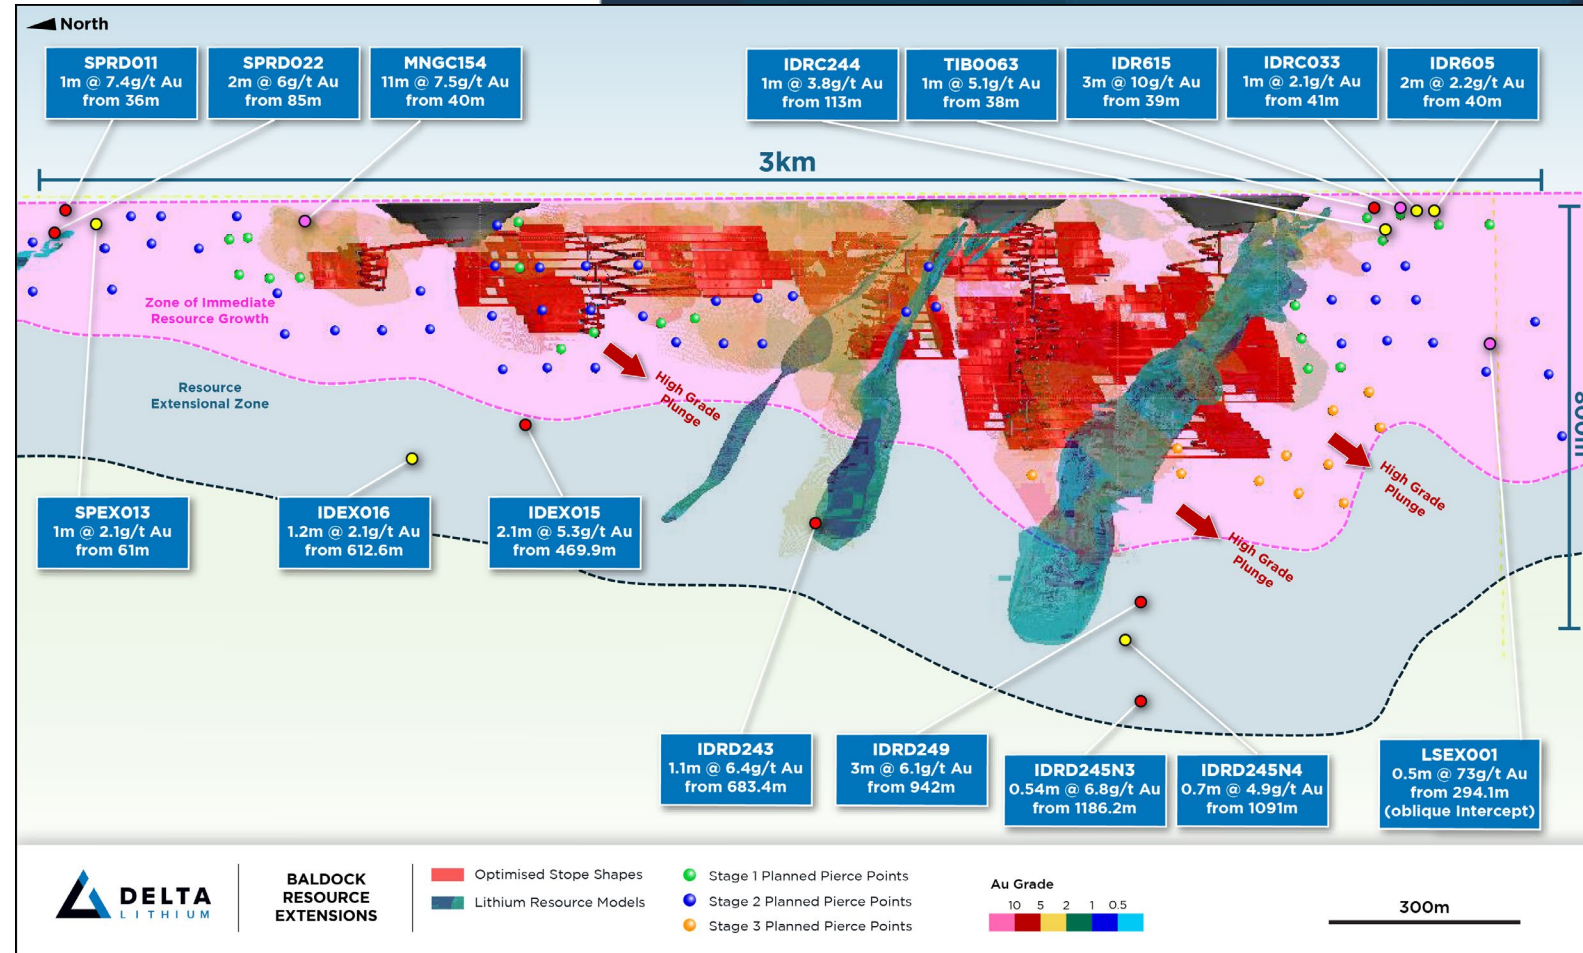 North
SPRD011
1m @ 7.4g/t Au
from 36m
SPRD022
2m @ 6g/t Au
from 85m
MNGC154
11m @ 7.5g/t Au
from 40m
IDRC244
1m @ 3.8g/t Au
from 113m
TIB0063
1m @ 5.1g/t Au
from 38m
IDR615
3m @ 10g/t Au
from 39m
IDRC033
1m @ 2.1g/t Au
from 41m
IDR605
2m @ 2.2g/t Au
from 40m
3km
Zone of Immediate
Resource Growth
Resource
Extensional Zone
High Grade
Plunge
High Grade
Plunge
High Grade
Plunge
800m
SPEX013
1m @ 2.1g/t Au
from 61m
IDEX016
1.2m @ 2.1g/t Au
from 612.6m
IDEX015
2.1m @ 5.3g/t Au
from 469.9m
IDRD243
1.1m @ 6.4g/t Au
from 683.4m
IDRD249
3m @ 6.1g/t Au
from 942m
IDRD245N3
0.54m @ 6.8g/t Au
from 1186.2m
IDRD245N4
0.7m @ 4.9g/t Au
from 1091m
LSEX001
0.5m @ 73g/t Au
from 294.1m
(oblique Intercept)
DELTA
LITHIUM
BALDOCK
RESOURCE
EXTENSIONS
Optimised Stope Shapes
Lithium Resource Models
Stage 1 Planned Pierce Points
Stage 2 Planned Pierce Points
Stage 3 Planned Pierce Points
Au Grade
10 5 2 1 0.5
300m